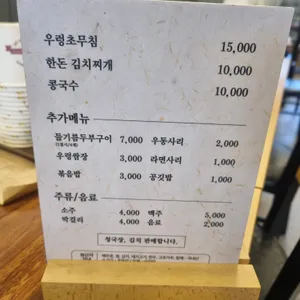 우렁초무침 15,000
한돈 김치찌개 10,000
콩국수 10,000
추가메뉴
들기름두부구이 7,000 우동사리 2,000
우렁쌈장 3,000 라면사리 1,000
볶음밥 3,000 공깃밥 1,000
주류/음료
소주 4,000 맥주 5,000
막걸리 4,000 음료 2,000
청국장, 김치 판매합니다.